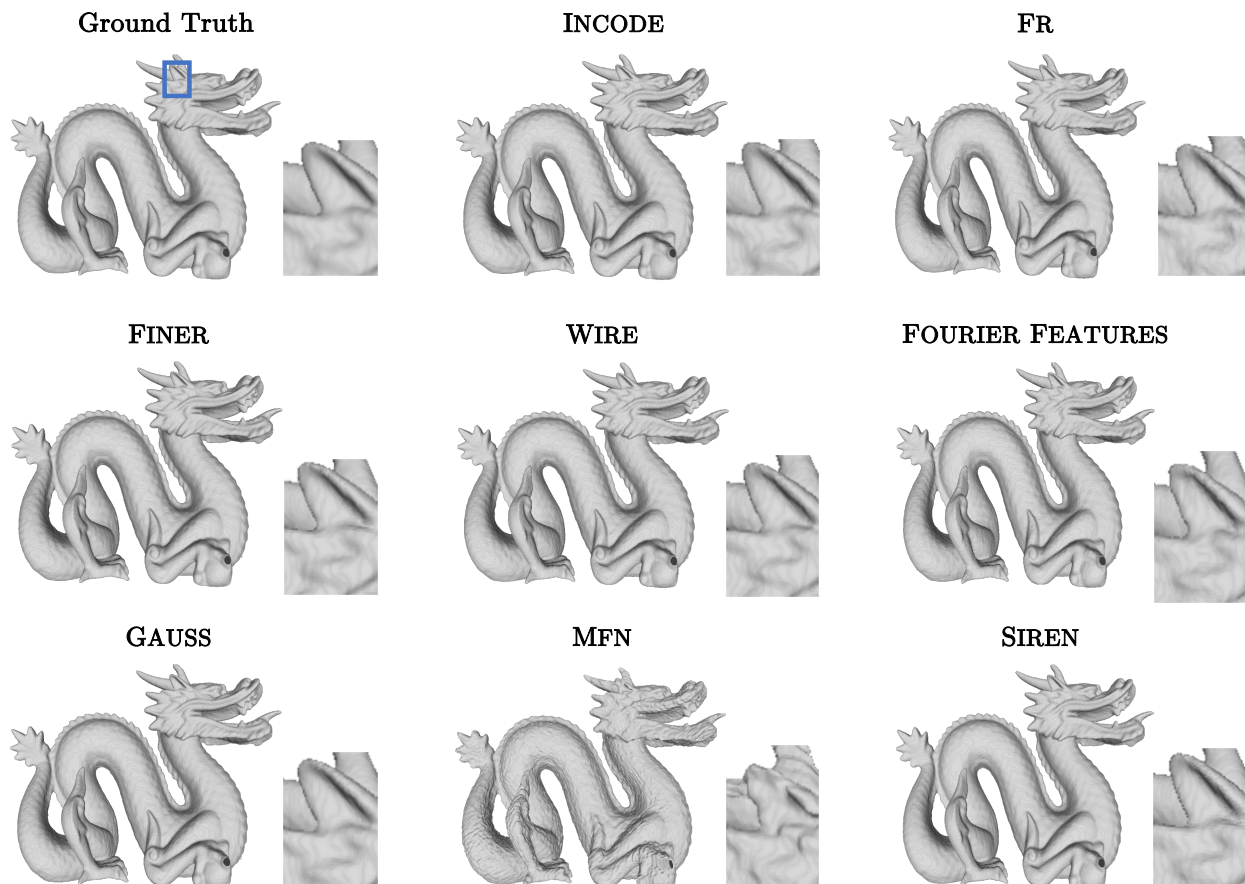 Ground Truth
INCODE
FR
FINER
WIRE
FOURIER FEATURES
GAUSS
MFN
SIREN